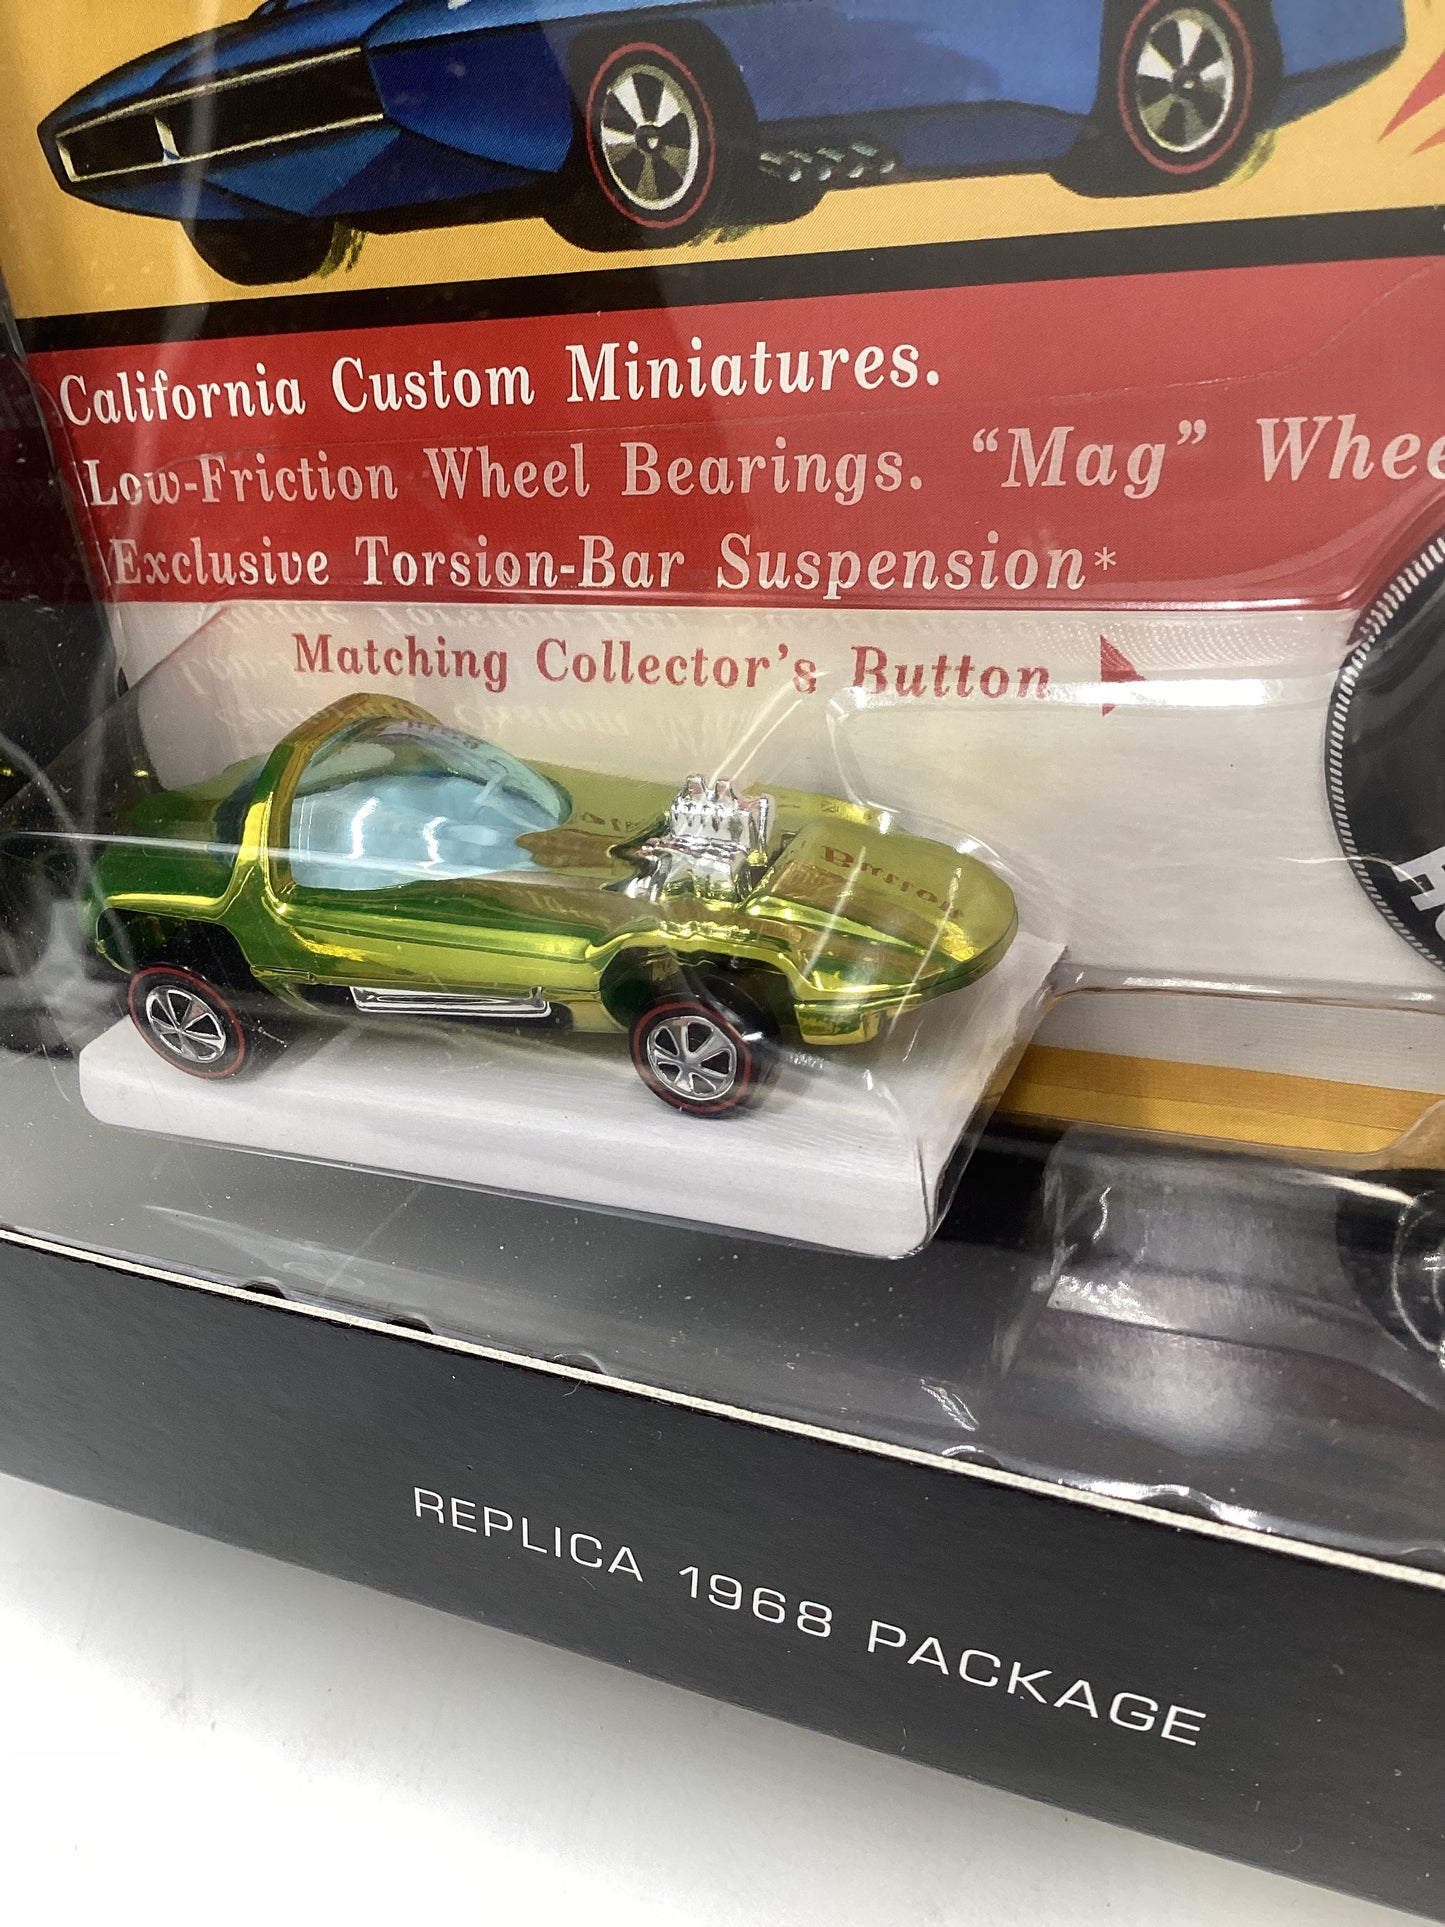 California Custom Miniatures.
Low-Friction Wheel Bearings. “Mag” Whee
Exclusive Torsion-Bar Suspension*
Matching Collector’s Button
REPLICA 1968 PACKAGE